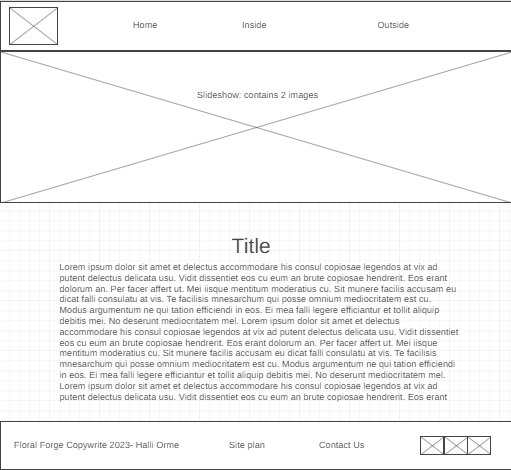 Home Inside Outside
Slideshow: contains 2 images
Title
Lorem ipsum dolor sit amet et delectus accommodare his consul copiosae legendos at vix ad
putent delectus delicata usu. Vidit dissentiet eos cu eum an brute copiosae hendrerit. Eos erant
dolorum an. Per facer affert ut. Mei iisque mentitum moderatius cu. Sit munere facilis accusam eu
dicat falli consulatu at vis. Te facilisis mnesarchum qui posse omnium mediocritatem est cu.
Modus argumentum ne qui tation efficiendi in eos. Ei mea falli legere efficiantur et tollit aliquip
debitis mei. No deserunt mediocritatem mel. Lorem ipsum dolor sit amet et delectus
accommodare his consul copiosae legendos at vix ad putent delectus delicata usu. Vidit dissentiet
eos cu eum an brute copiosae hendrerit. Eos erant dolorum an. Per facer affert ut. Mei iisque
mentitum moderatius cu. Sit munere facilis accusam eu dicat falli consulatu at vis. Te facilisis
mnesarchum qui posse omnium mediocritatem est cu. Modus argumentum ne qui tation efficiendi
in eos. Ei mea falli legere efficiantur et tollit aliquip debitis mei. No deserunt mediocritatem mel.
Lorem ipsum dolor sit amet et delectus accommodare his consul copiosae legendos at vix ad
putent delectus delicata usu. Vidit dissentiet eos cu eum an brute copiosae hendrerit. Eos erant
Floral Forge Copywrite 2023- Halli Orme Site plan Contact Us